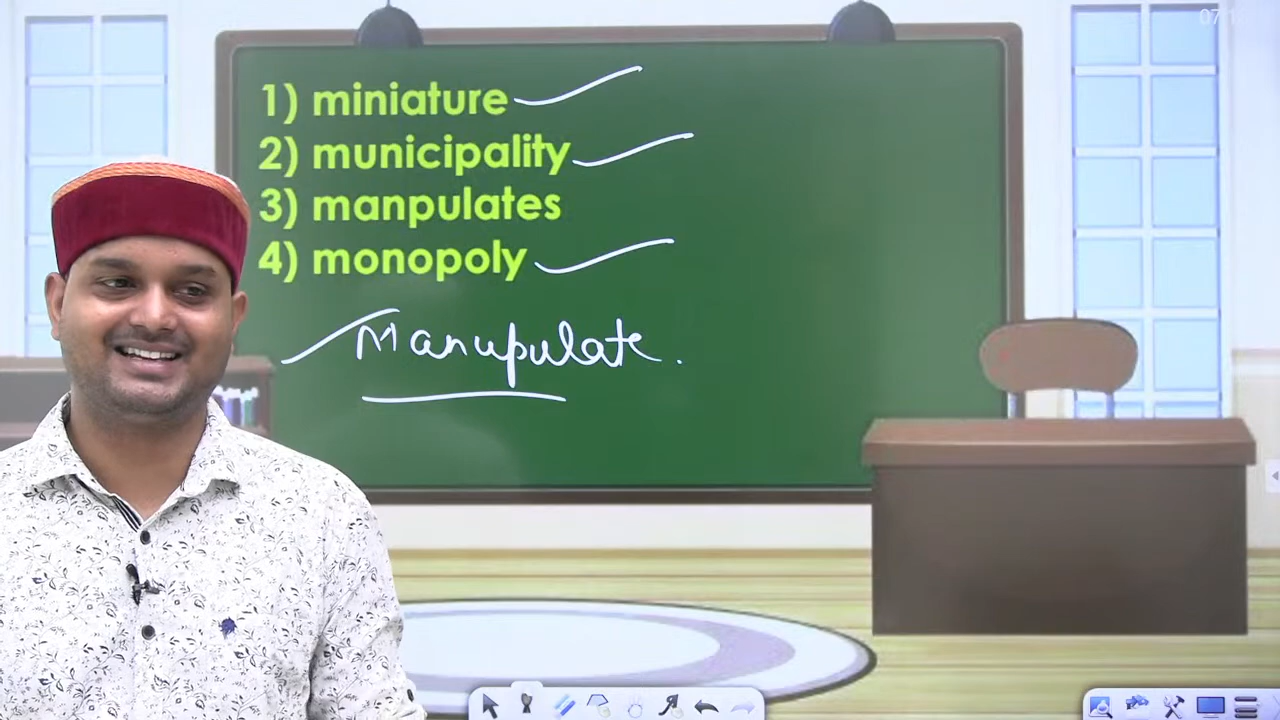 1) miniature
2) municipality
3) manpulates
4) monopoly
Manupulate.